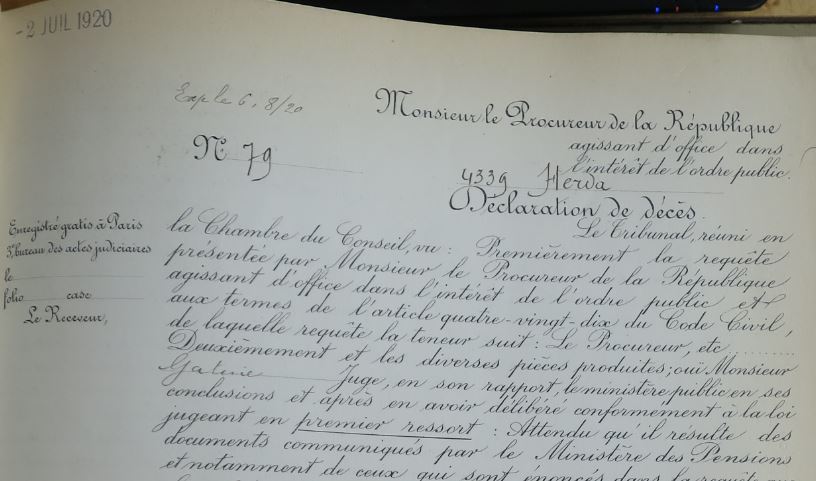 -2 JUIL 1920
Exp le 6. 8/20
Monsieur le Procureur de la République
agissant d'office dans
l'intérêt de l'ordre public.
N° 79
4339 Herda
Déclaration de décès.
Enregistré gratis à Paris
3e bureau des actes judiciaires
le
folio case
Le Receveur,
Le Tribunal, réuni en
la Chambre du Conseil, vu : Premièrement la requête
présentée par Monsieur le Procureur de la République
agissant d'office dans l'intérêt de l'ordre public et
aux termes de l'article quatre-vingt-dix du Code Civil,
de laquelle requête la teneur suit : Le Procureur, etc ........
Deuxièmement et les diverses pièces produites; ouï Monsieur
Juge, en son rapport, le ministère public en ses
conclusions et après en avoir délibéré conformément à la loi
jugeant en premier ressort : Attendu qu'il résulte des
documents communiqués par le Ministère des Pensions
et notamment de ceux qui sont énoncés dans la requête